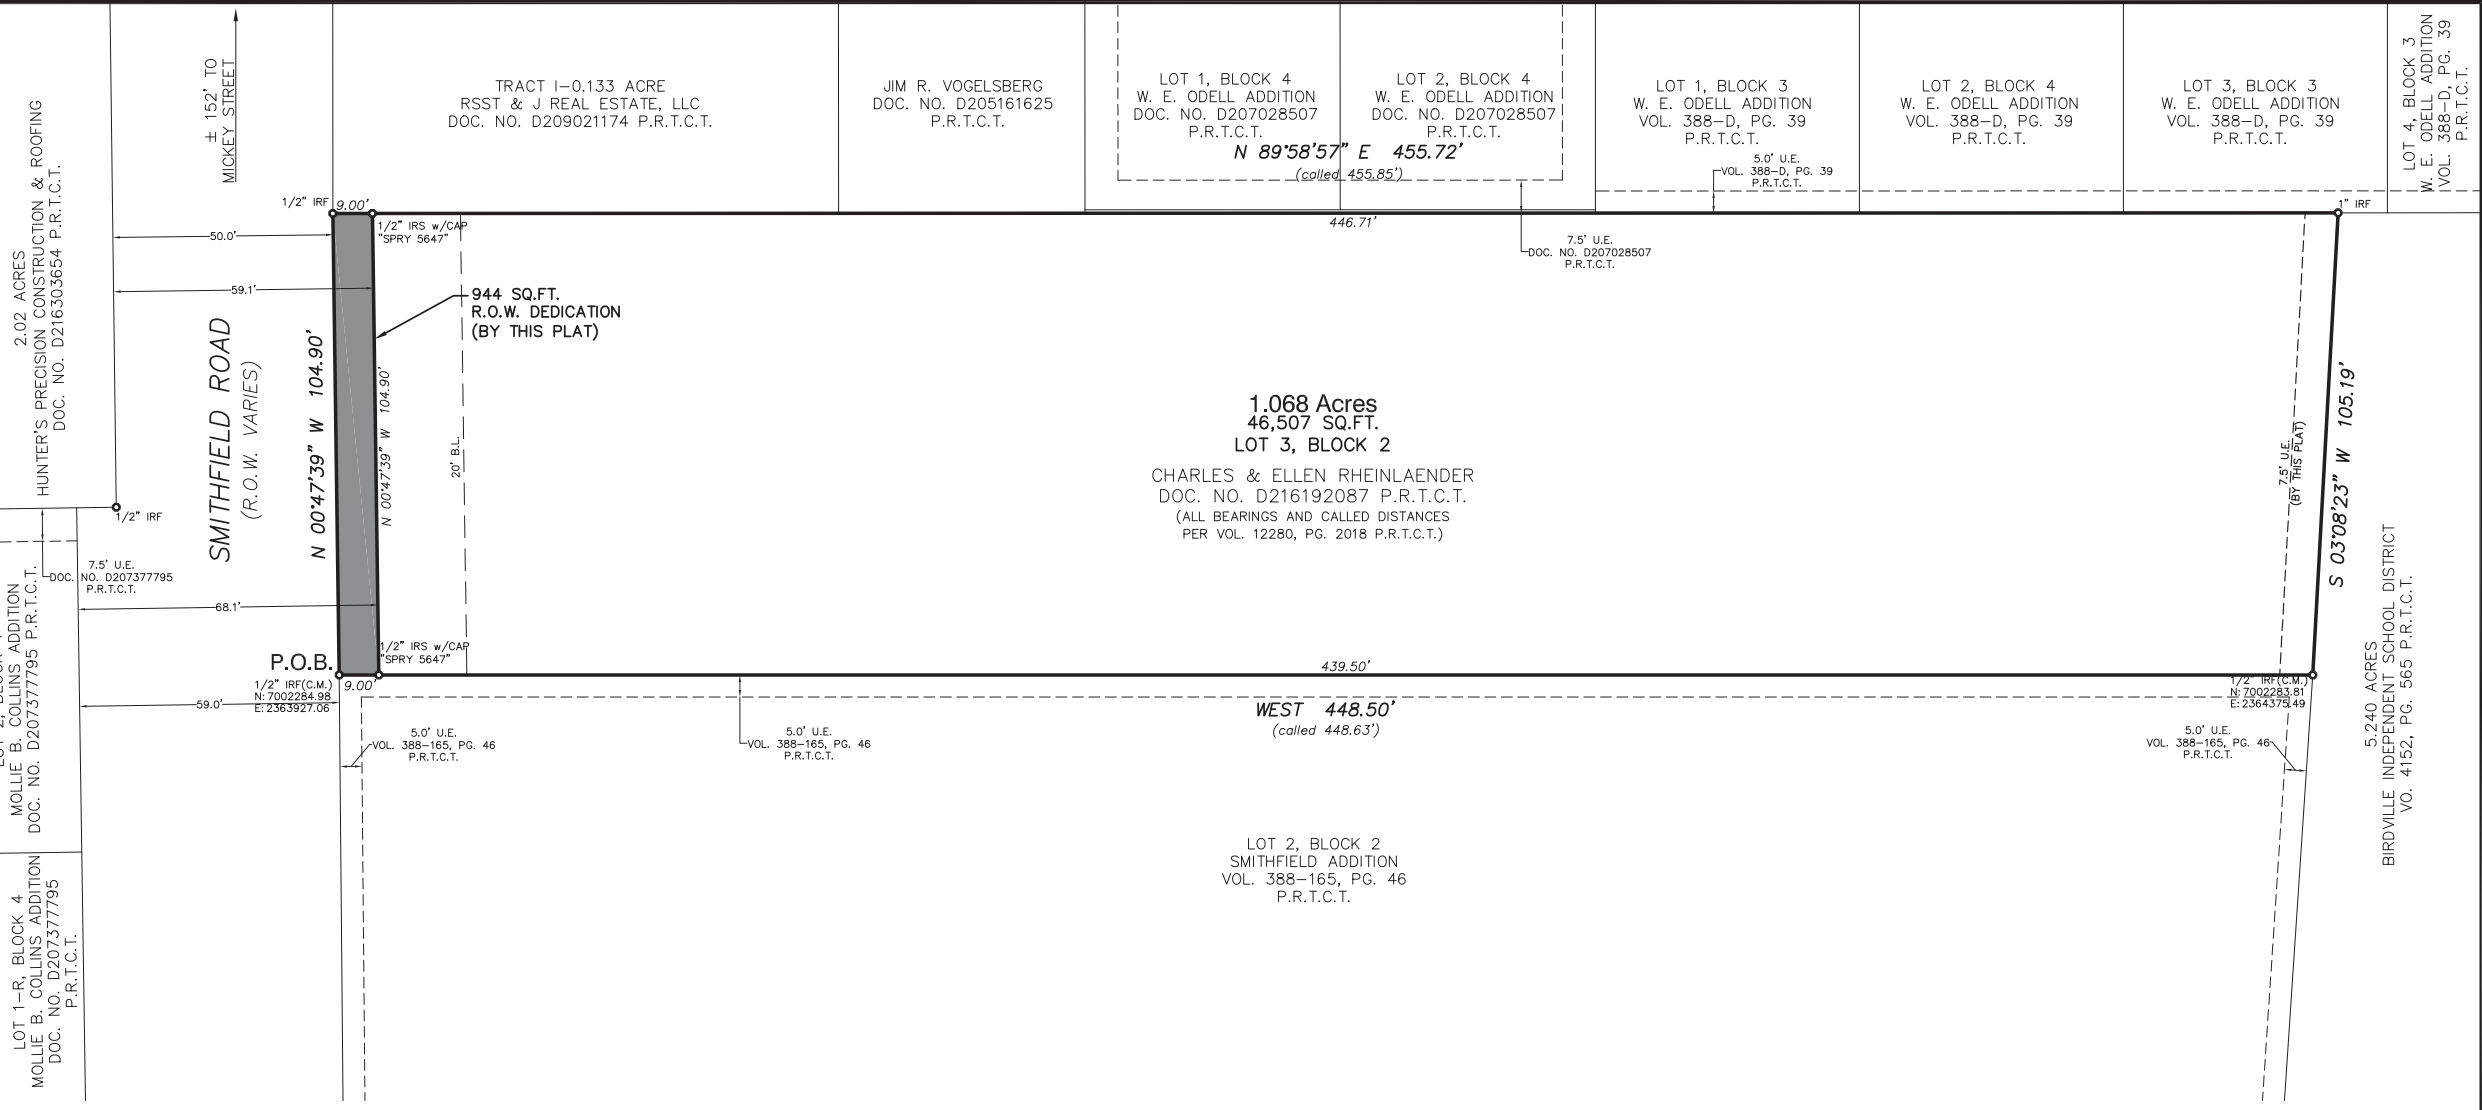 ± 152' TO
MICKEY STREET
TRACT I-0.133 ACRE
RSST & J REAL ESTATE, LLC
DOC. NO. D209021174 P.R.T.C.T.
JIM R. VOGELSBERG
DOC. NO. D205161625
P.R.T.C.T.
LOT 1, BLOCK 4
W. E. ODELL ADDITION
DOC. NO. D207028507
P.R.T.C.T.
LOT 2, BLOCK 4
W. E. ODELL ADDITION
DOC. NO. D207028507
P.R.T.C.T.
LOT 1, BLOCK 3
W. E. ODELL ADDITION
VOL. 388-D, PG. 39
P.R.T.C.T.
LOT 2, BLOCK 4
W. E. ODELL ADDITION
VOL. 388-D, PG. 39
P.R.T.C.T.
LOT 3, BLOCK 3
W. E. ODELL ADDITION
VOL. 388-D, PG. 39
P.R.T.C.T.
LOT 4, BLOCK 3
W. E. ODELL ADDITION
VOL. 388-D, PG. 39
P.R.T.C.T.
N 89°58'57" E 455.72'
(called 455.85')
5.0' U.E.
VOL. 388-D, PG. 39
P.R.T.C.T.
2.02 ACRES
HUNTER'S PRECISION CONSTRUCTION & ROOFING
DOC. NO. D216303654 P.R.T.C.T.
1/2" IRF
9.00'
1" IRF
1/2" IRS w/CAP
"SPRY 5647"
446.71'
50.0'
7.5' U.E.
DOC. NO. D207028507
P.R.T.C.T.
59.1'
944 SQ.FT.
R.O.W. DEDICATION
(BY THIS PLAT)
SMITHFIELD ROAD
(R.O.W. VARIES)
N 00°47'39" W 104.90'
N 00°47'39" W 104.90'
20' B.L.
1.068 Acres
46,507 SQ.FT.
LOT 3, BLOCK 2
CHARLES & ELLEN RHEINLAENDER
DOC. NO. D216192087 P.R.T.C.T.
(ALL BEARINGS AND CALLED DISTANCES
PER VOL. 12280, PG. 2018 P.R.T.C.T.)
7.5' U.E.
(BY THIS PLAT)
S 03°08'23" W 105.19'
1/2" IRF
7.5' U.E.
DOC. NO. D207377795
P.R.T.C.T.
68.1'
MOLLIE B. COLLINS ADDITION
DOC. NO. D207377795 P.R.T.C.T.
P.O.B.
1/2" IRS w/CAP
"SPRY 5647"
1/2" IRF(C.M.)
N: 7002284.98
E: 2363927.06
9.00'
439.50'
1/2" IRF(C.M.)
N: 7002283.81
E: 2364375.49
59.0'
WEST 448.50'
(called 448.63')
5.0' U.E.
VOL. 388-165, PG. 46
P.R.T.C.T.
5.0' U.E.
VOL. 388-165, PG. 46
P.R.T.C.T.
5.0' U.E.
VOL. 388-165, PG. 46
P.R.T.C.T.
5.240 ACRES
BIRDVILLE INDEPENDENT SCHOOL DISTRICT
VO. 4152, PG. 565 P.R.T.C.T.
LOT 2, BLOCK 2
SMITHFIELD ADDITION
VOL. 388-165, PG. 46
P.R.T.C.T.
LOT 1-R, BLOCK 4
MOLLIE B. COLLINS ADDITION
DOC. NO. D207377795
P.R.T.C.T.